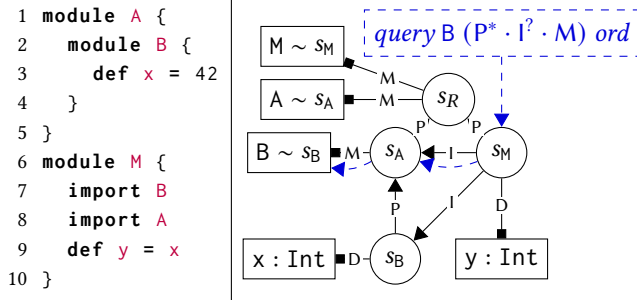 1 module A {
2 module B {
3 def x = 42
4 }
5 }
6 module M {
7 import B
8 import A
9 def y = x
10 }
query B (P* · I? · M) ord
M ~ sM
M
A ~ sA
M
sR
P
P
B ~ sB
M
sA
I
sM
P
I
D
x : Int
D
sB
y : Int